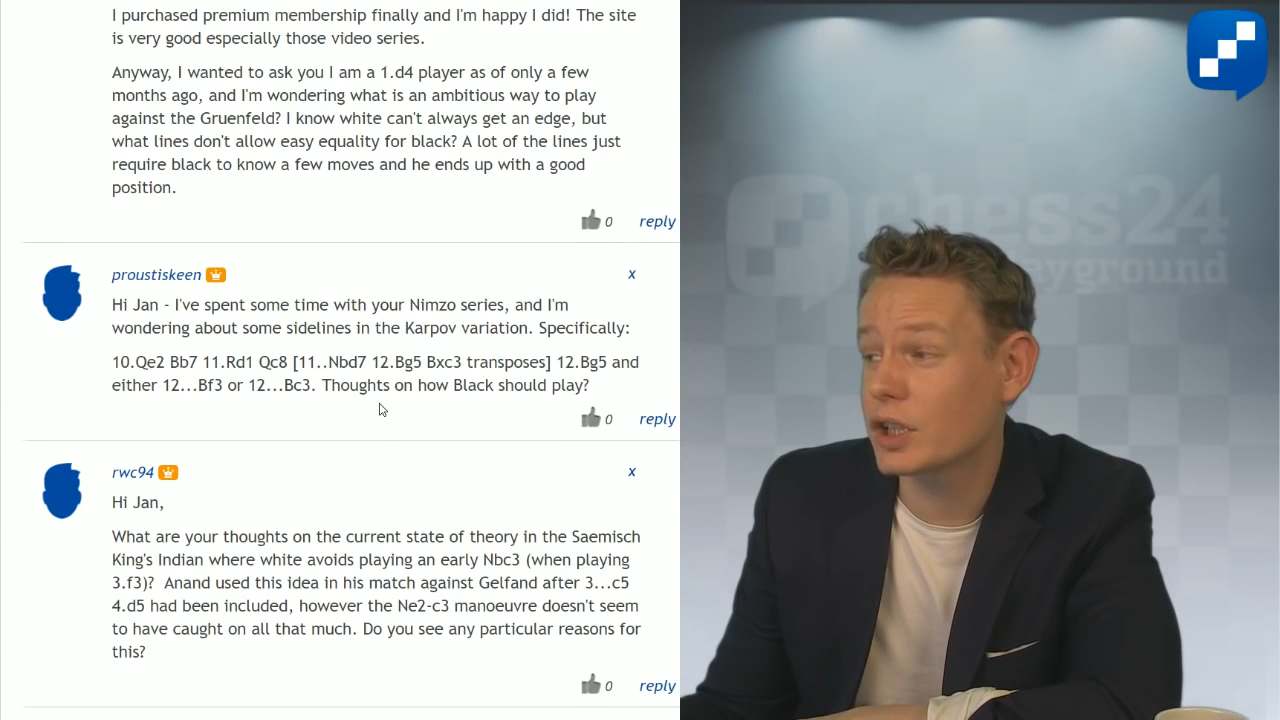 I purchased premium membership finally and I'm happy I did! The site
is very good especially those video series.
Anyway, I wanted to ask you I am a 1.d4 player as of only a few
months ago, and I'm wondering what is an ambitious way to play
against the Gruenfeld? I know white can't always get an edge, but
what lines don't allow easy equality for black? A lot of the lines just
require black to know a few moves and he ends up with a good
position.
0 reply
proustiskeen x
Hi Jan - I've spent some time with your Nimzo series, and I'm
wondering about some sidelines in the Karpov variation. Specifically:
10.Qe2 Bb7 11.Rd1 Qc8 [11..Nbd7 12.Bg5 Bxc3 transposes] 12.Bg5 and
either 12...Bf3 or 12...Bc3. Thoughts on how Black should play?
0 reply
rwc94 x
Hi Jan,
What are your thoughts on the current state of theory in the Saemisch
King's Indian where white avoids playing an early Nbc3 (when playing
3.f3)? Anand used this idea in his match against Gelfand after 3...c5
4.d5 had been included, however the Ne2-c3 manoeuvre doesn't seem
to have caught on all that much. Do you see any particular reasons for
this?
0 reply
chess24
yground